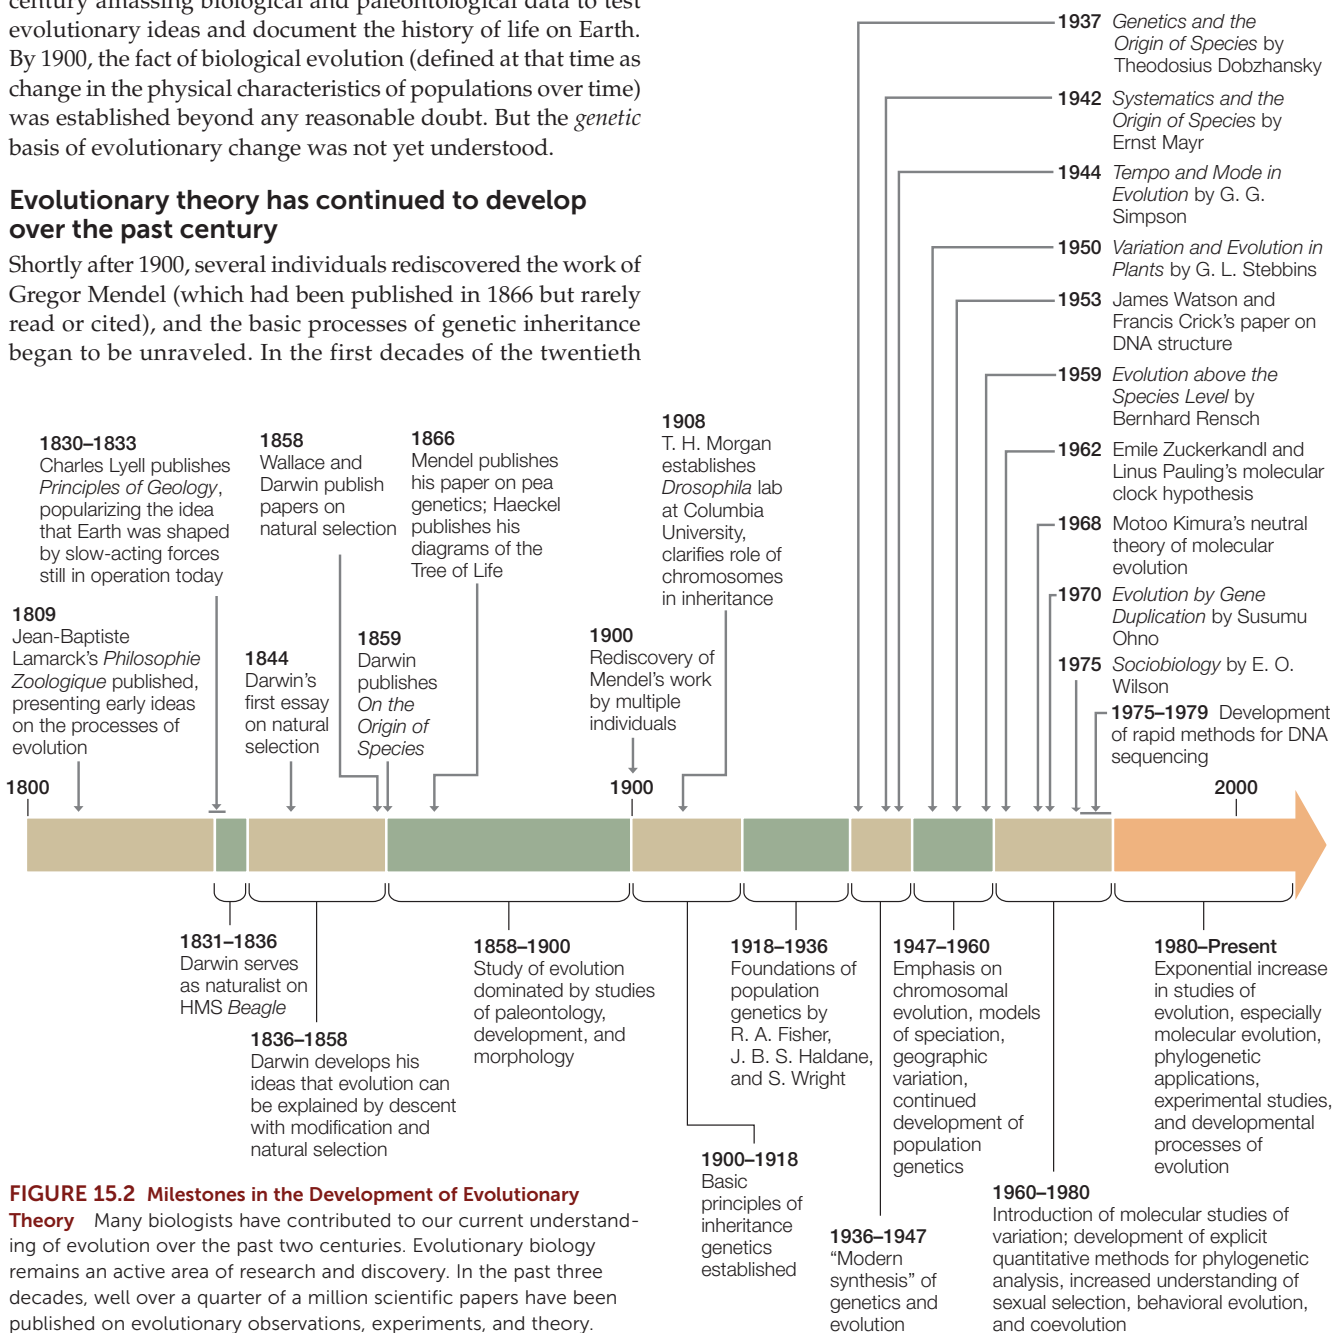 century amassing biological and paleontological data to test
evolutionary ideas and document the history of life on Earth.
By 1900, the fact of biological evolution (defined at that time as
change in the physical characteristics of populations over time)
was established beyond any reasonable doubt. But the genetic
basis of evolutionary change was not yet understood.
Evolutionary theory has continued to develop
over the past century
Shortly after 1900, several individuals rediscovered the work of
Gregor Mendel (which had been published in 1866 but rarely
read or cited), and the basic processes of genetic inheritance
began to be unraveled. In the first decades of the twentieth
1809
Jean-Baptiste
Lamarck's Philosophie
Zoologique published,
presenting early ideas
on the processes of
evolution
1830–1833
Charles Lyell publishes
Principles of Geology,
popularizing the idea
that Earth was shaped
by slow-acting forces
still in operation today
1844
Darwin's
first essay
on natural
selection
1858
Wallace and
Darwin publish
papers on
natural selection
1859
Darwin
publishes
On the
Origin of
Species
1866
Mendel publishes
his paper on pea
genetics; Haeckel
publishes his
diagrams of the
Tree of Life
1900
Rediscovery of
Mendel's work
by multiple
individuals
1908
T. H. Morgan
establishes
Drosophila lab
at Columbia
University,
clarifies role of
chromosomes
in inheritance
1937 Genetics and the
Origin of Species by
Theodosius Dobzhansky
1942 Systematics and the
Origin of Species by
Ernst Mayr
1944 Tempo and Mode in
Evolution by G. G.
Simpson
1950 Variation and Evolution in
Plants by G. L. Stebbins
1953 James Watson and
Francis Crick's paper on
DNA structure
1959 Evolution above the
Species Level by
Bernhard Rensch
1962 Emile Zuckerkandl and
Linus Pauling's molecular
clock hypothesis
1968 Motoo Kimura's neutral
theory of molecular
evolution
1970 Evolution by Gene
Duplication by Susumu
Ohno
1975 Sociobiology by E. O.
Wilson
1975–1979 Development
of rapid methods for DNA
sequencing
1800
1900
2000
1831–1836
Darwin serves
as naturalist on
HMS Beagle
1836–1858
Darwin develops his
ideas that evolution can
be explained by descent
with modification and
natural selection
1858–1900
Study of evolution
dominated by studies
of paleontology,
development, and
morphology
1900–1918
Basic
principles of
inheritance
genetics
established
1918–1936
Foundations of
population
genetics by
R. A. Fisher,
J. B. S. Haldane,
and S. Wright
1936–1947
"Modern
synthesis" of
genetics and
evolution
1947–1960
Emphasis on
chromosomal
evolution, models
of speciation,
geographic
variation,
continued
development of
population
genetics
1960–1980
Introduction of molecular studies of
variation; development of explicit
quantitative methods for phylogenetic
analysis, increased understanding of
sexual selection, behavioral evolution,
and coevolution
1980–Present
Exponential increase
in studies of
evolution, especially
molecular evolution,
phylogenetic
applications,
experimental studies,
and developmental
processes of
evolution
FIGURE 15.2 Milestones in the Development of Evolutionary
Theory Many biologists have contributed to our current understand-
ing of evolution over the past two centuries. Evolutionary biology
remains an active area of research and discovery. In the past three
decades, well over a quarter of a million scientific papers have been
published on evolutionary observations, experiments, and theory.